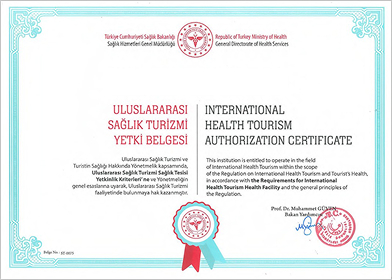 Türkiye Cumhuriyeti Sağlık Bakanlığı
Sağlık Hizmetleri Genel Müdürlüğü
Republic of Turkey Ministry of Health
General Directorate of Health Services
ULUSLARARASI
SAĞLIK TURİZMİ
YETKİ BELGESİ
INTERNATIONAL
HEALTH TOURISM
AUTHORIZATION CERTIFICATE
Uluslararası Sağlık Turizmi ve
Turistin Sağlığı Hakkında Yönetmelik kapsamında,
Uluslararası Sağlık Turizmi Sağlık Tesisi
Yetkinlik Kriterleri' ne ve Yönetmeliğin
genel esaslarına uyarak, Uluslararası Sağlık Turizmi
faaliyetinde bulunmaya hak kazanmıştır.
This institution is entitled to operate in the field
of International Health Tourism within the scope
of the Regulation on International Health Tourism and Tourist's Health,
in accordance with the Requirements for International
Health Tourism Health Facility and the general principles of
the Regulation.
Prof. Dr. Muhammet GÜVEN
Bakan Yardımcısı
Belge No :